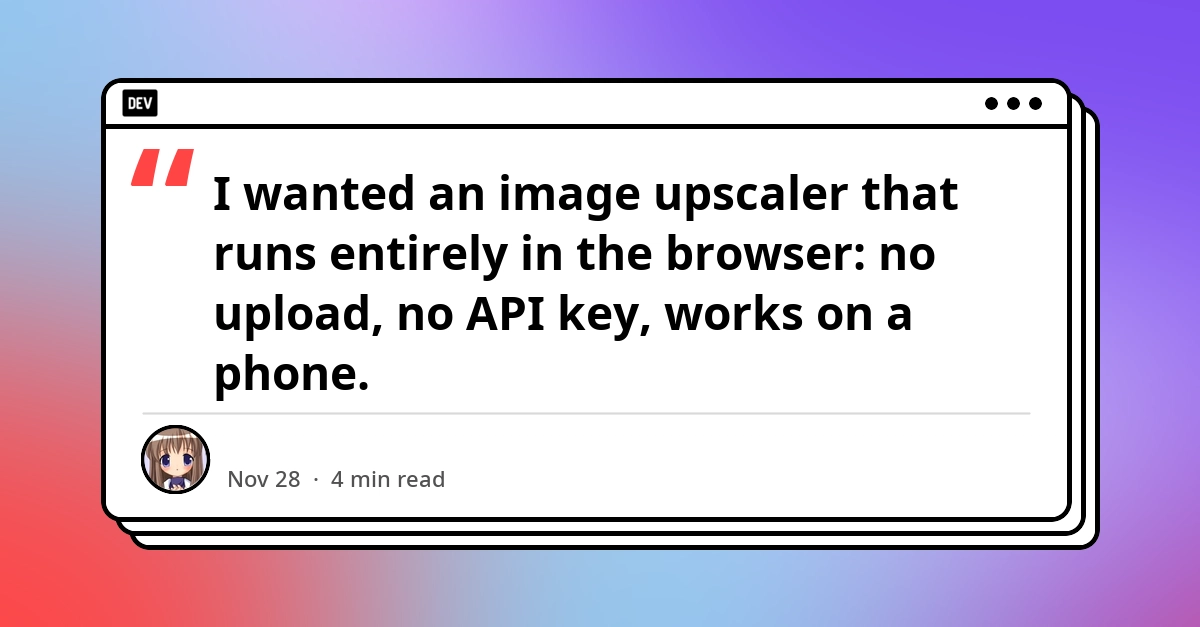 DEV
“ I wanted an image upscaler that
runs entirely in the browser: no
upload, no API key, works on a
phone.
Nov 28 · 4 min read